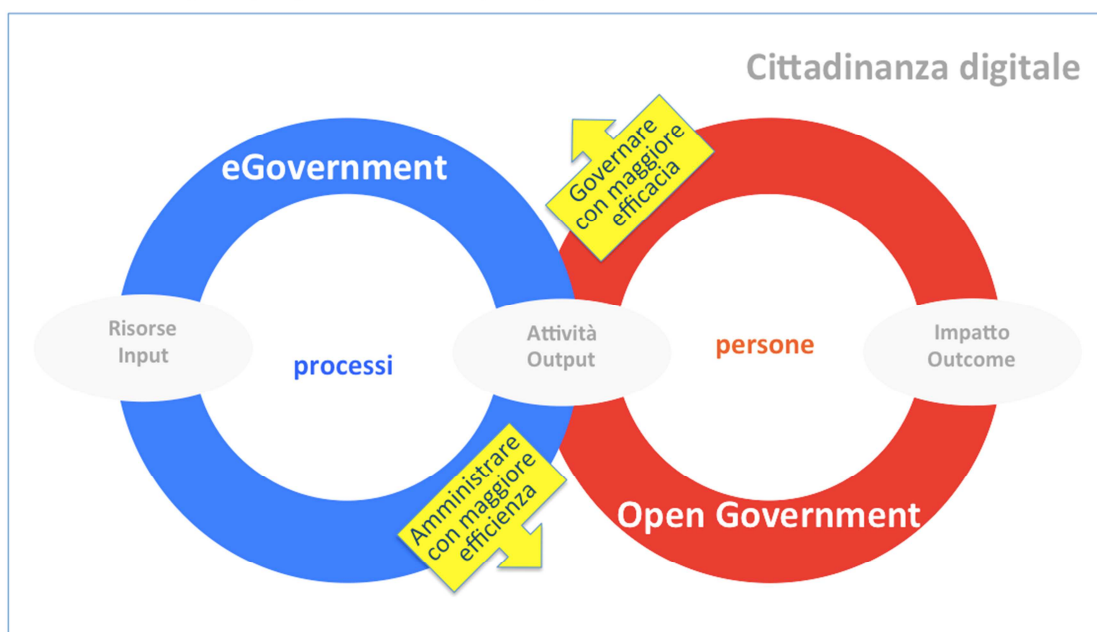 Cittadinanza digitale
eGovernment
Governare
con maggiore
efficacia
Risorse
Input
processi
Attività
Output
persone
Impatto
Outcome
Amministrare
con maggiore
efficienza
Open Government